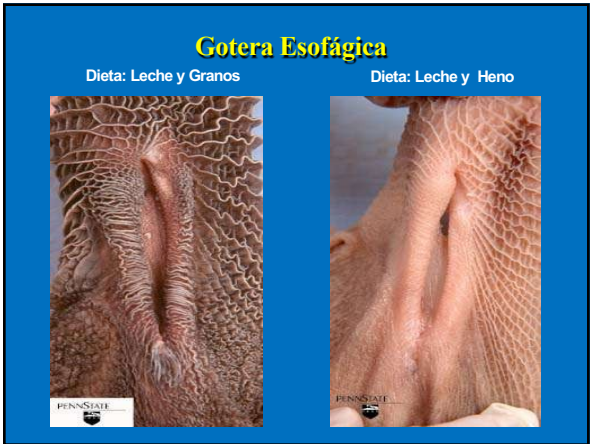 Gotera Esofágica
Dieta: Leche y Granos
Dieta: Leche y Heno
PENNSTATE
PENNSTATE